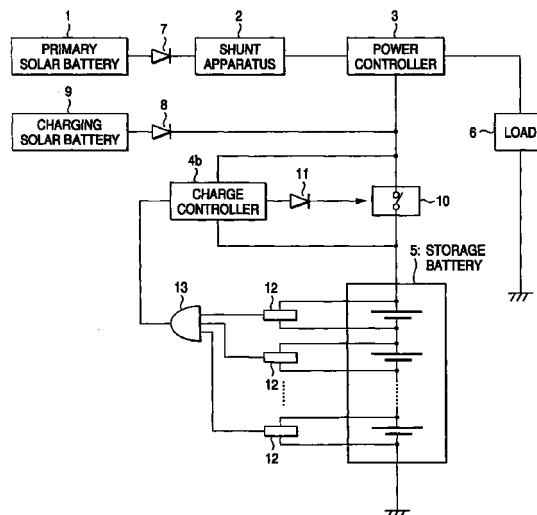 1
7
2
3
PRIMARY
SOLAR BATTERY
SHUNT
APPARATUS
POWER
CONTROLLER
9
8
CHARGING
SOLAR BATTERY
6
LOAD
4b
CHARGE
CONTROLLER
11
10
5: STORAGE
BATTERY
13
12
12
12